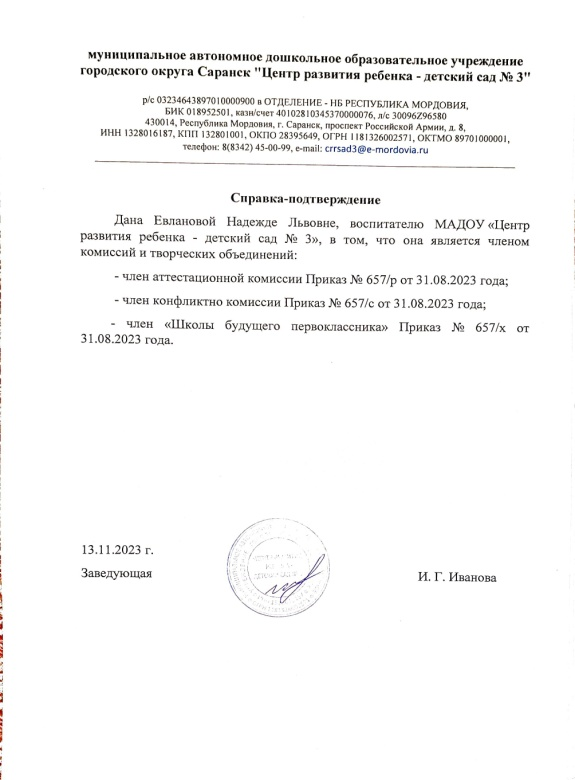 муниципальное автономное дошкольное образовательное учреждение
городского округа Саранск "Центр развития ребенка - детский сад № 3"
р/с 03234643897010000900 в ОТДЕЛЕНИЕ - НБ РЕСПУБЛИКА МОРДОВИЯ,
БИК 018952501, казн/счет 40102810345370000076, л/с 30096Z96580
430014, Республика Мордовия, г. Саранск, проспект Российской Армии, д. 8,
ИНН 1328016187, КПП 132801001, ОКПО 28395649, ОГРН 1181326002571, ОКТМО 89701000001,
телефон: 8(8342) 45-00-99, e-mail: crrsad3@e-mordovia.ru
Справка-подтверждение
Дана Евлановой Надежде Львовне, воспитателю МАДОУ «Центр
развития ребенка - детский сад № 3», в том, что она является членом
комиссий и творческих объединений:
- член аттестационной комиссии Приказ № 657/р от 31.08.2023 года;
- член конфликтно комиссии Приказ № 657/с от 31.08.2023 года;
- член «Школы будущего первоклассника» Приказ № 657/х от
31.08.2023 года.
13.11.2023 г.
Заведующая
И. Г. Иванова